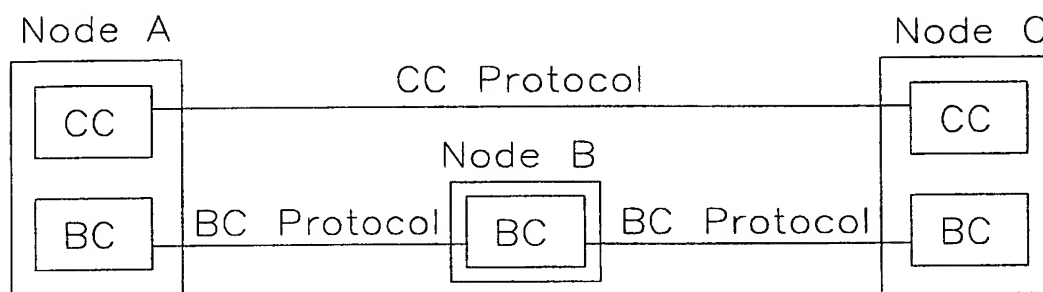 Node A
Node C
CC Protocol
CC
CC
Node B
BC Protocol
BC
BC Protocol
BC
BC